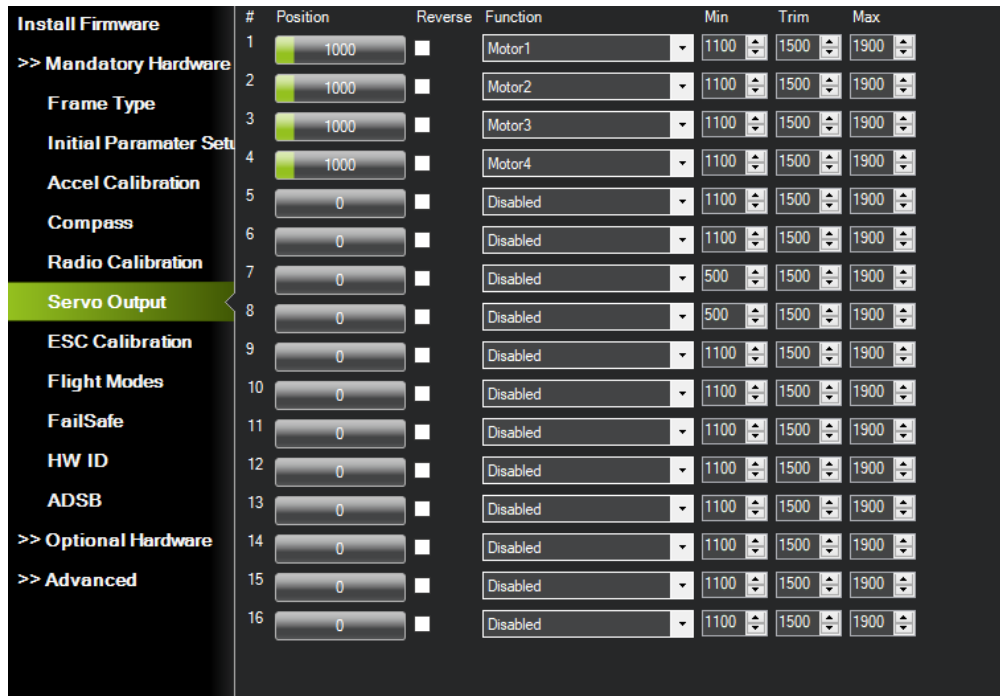 Install Firmware
>> Mandatory Hardware
Frame Type
Initial Paramater Setu
Accel Calibration
Compass
Radio Calibration
Servo Output
ESC Calibration
Flight Modes
FailSafe
HW ID
ADSB
>> Optional Hardware
>> Advanced
# Position Reverse Function Min Trim Max
1 1000 Motor1 1100 1500 1900
2 1000 Motor2 1100 1500 1900
3 1000 Motor3 1100 1500 1900
4 1000 Motor4 1100 1500 1900
5 0 Disabled 1100 1500 1900
6 0 Disabled 1100 1500 1900
7 0 Disabled 500 1500 1900
8 0 Disabled 500 1500 1900
9 0 Disabled 1100 1500 1900
10 0 Disabled 1100 1500 1900
11 0 Disabled 1100 1500 1900
12 0 Disabled 1100 1500 1900
13 0 Disabled 1100 1500 1900
14 0 Disabled 1100 1500 1900
15 0 Disabled 1100 1500 1900
16 0 Disabled 1100 1500 1900